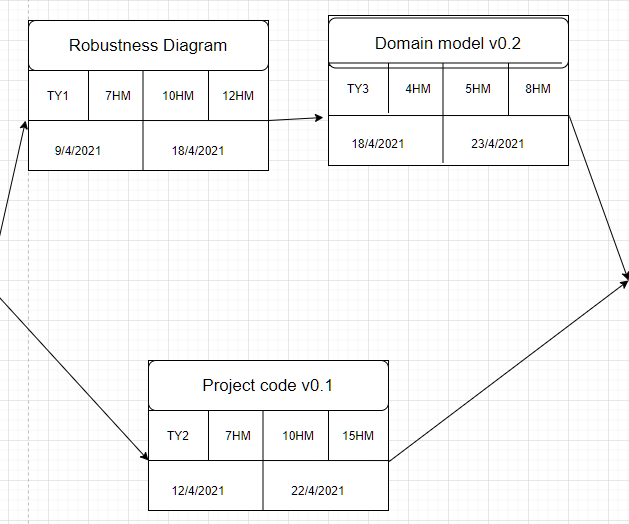 Robustness Diagram
TY1 7HM 10HM 12HM
9/4/2021 18/4/2021
Domain model v0.2
TY3 4HM 5HM 8HM
18/4/2021 23/4/2021
Project code v0.1
TY2 7HM 10HM 15HM
12/4/2021 22/4/2021